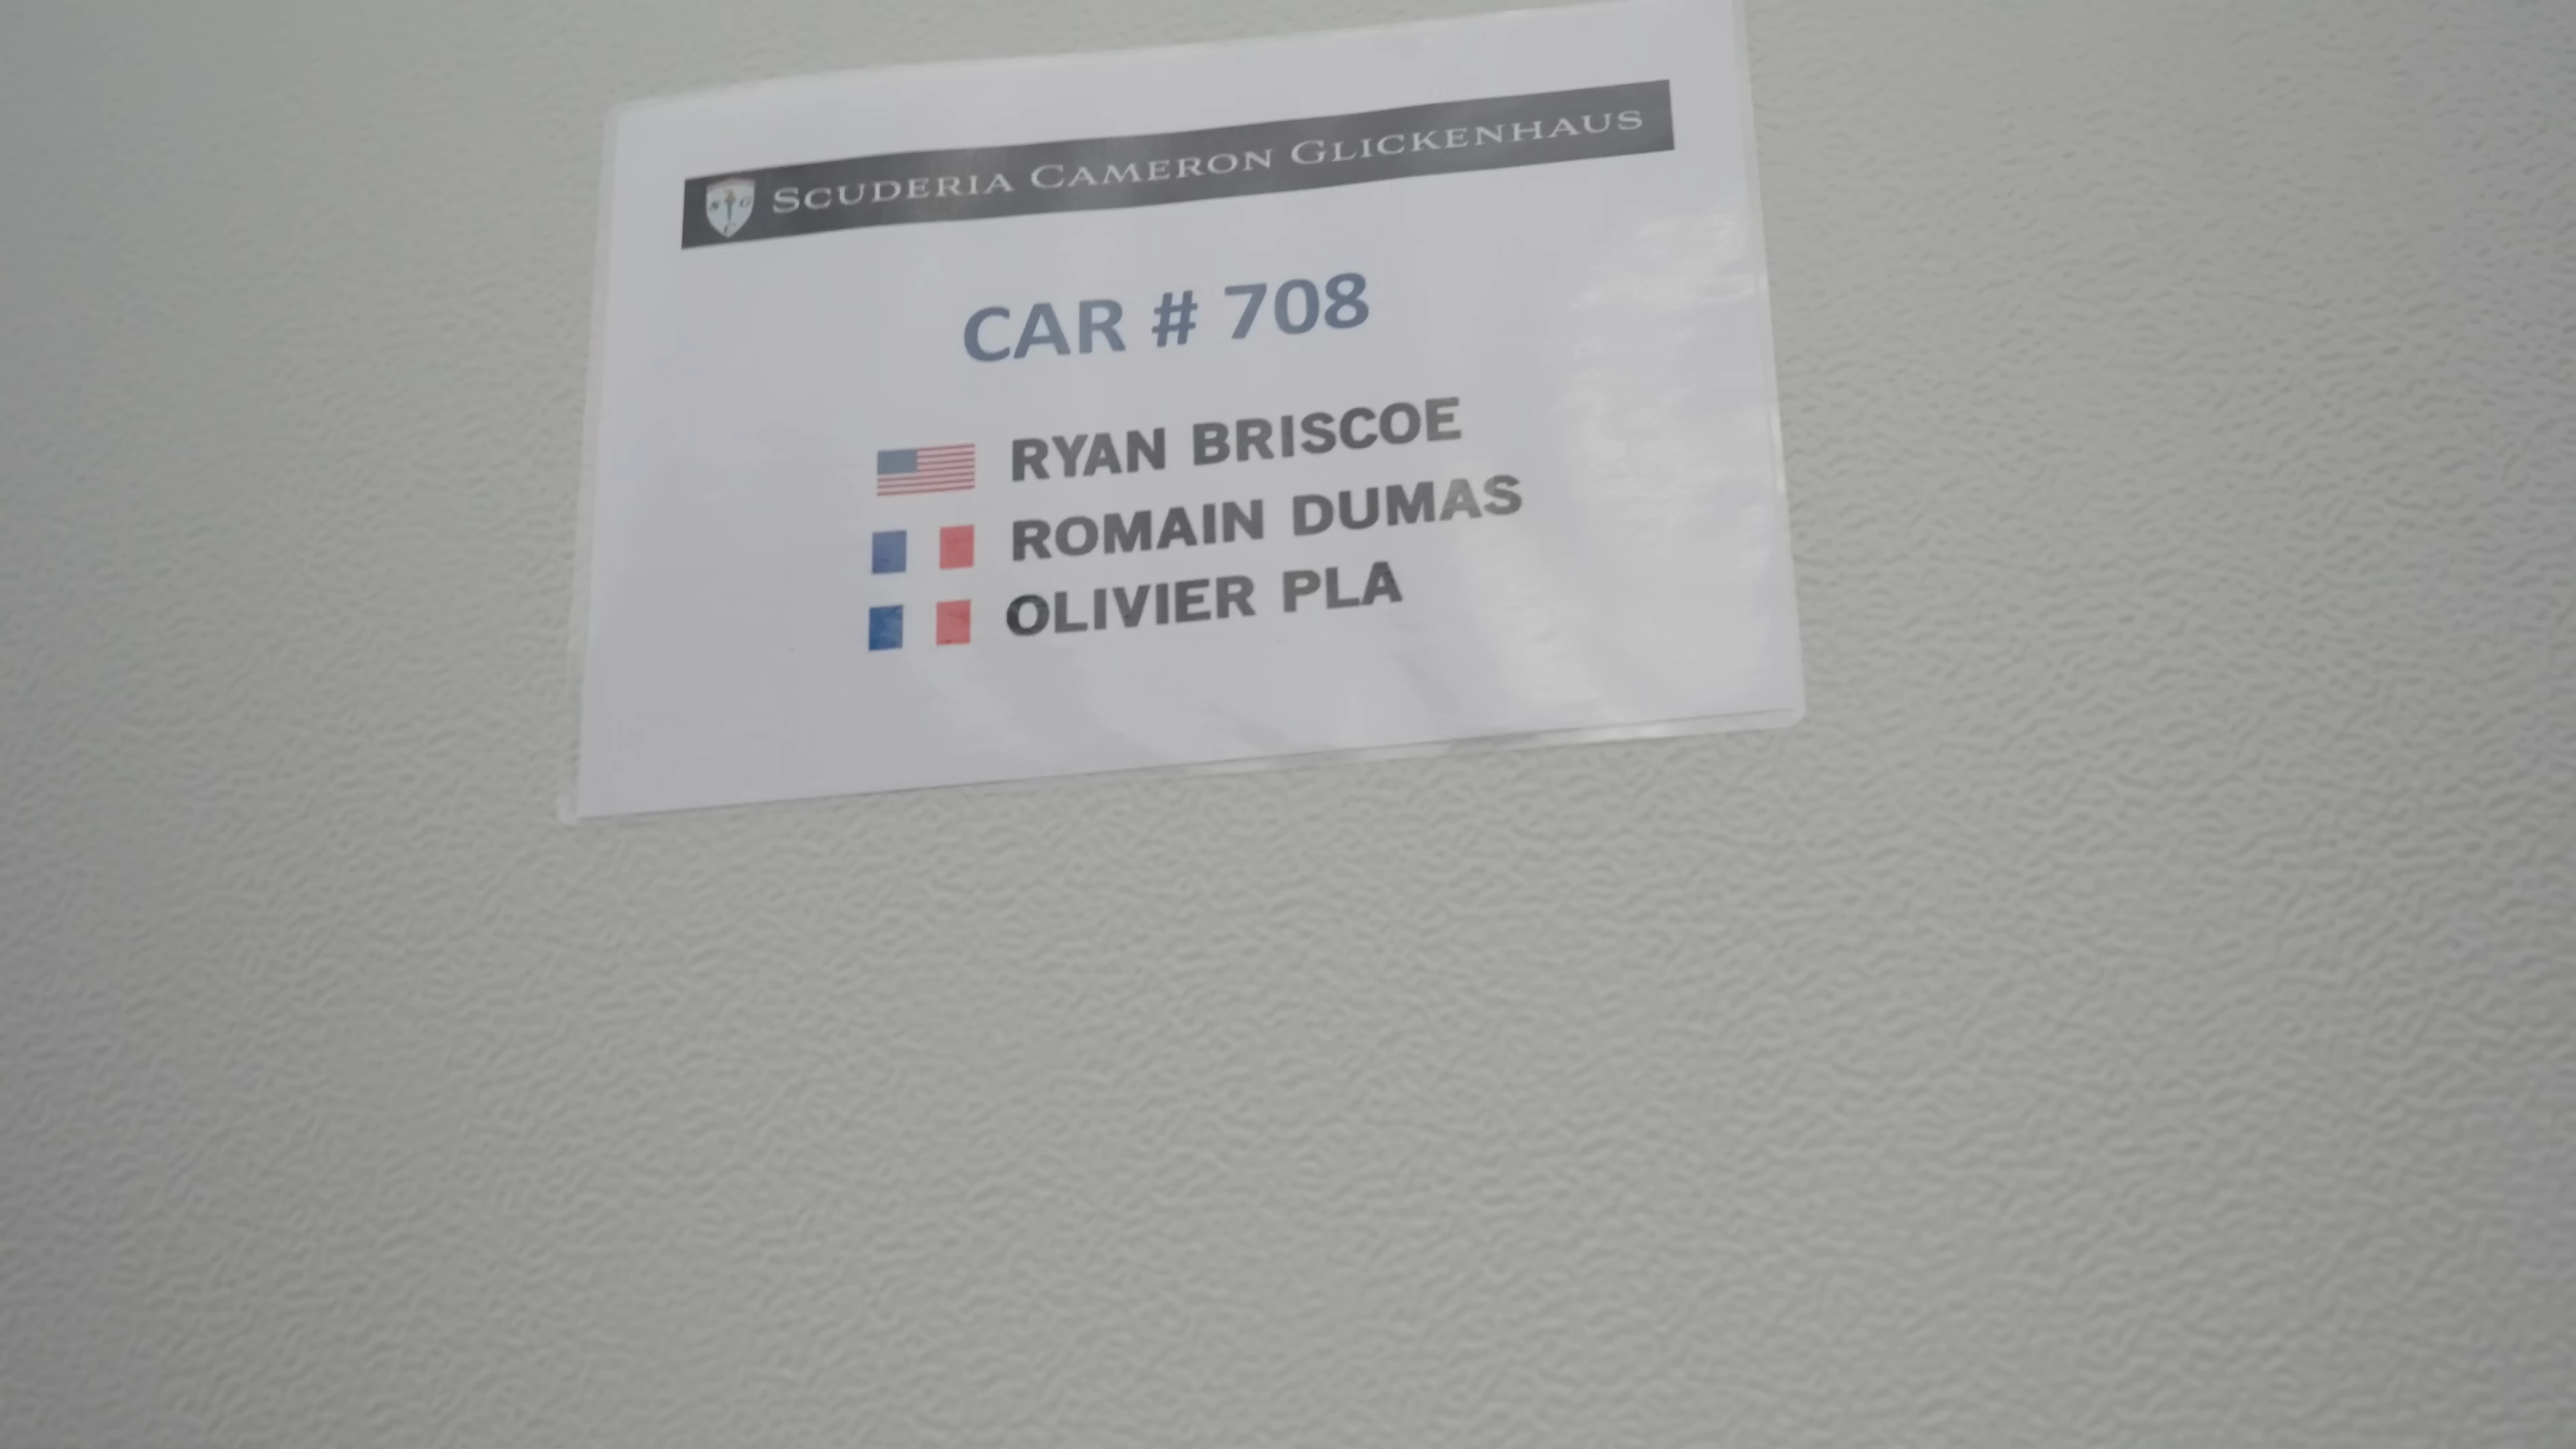 SCUDERIA CAMERON GLICKENHAUS
CAR # 708
RYAN BRISCOE
ROMAIN DUMAS
OLIVIER PLA